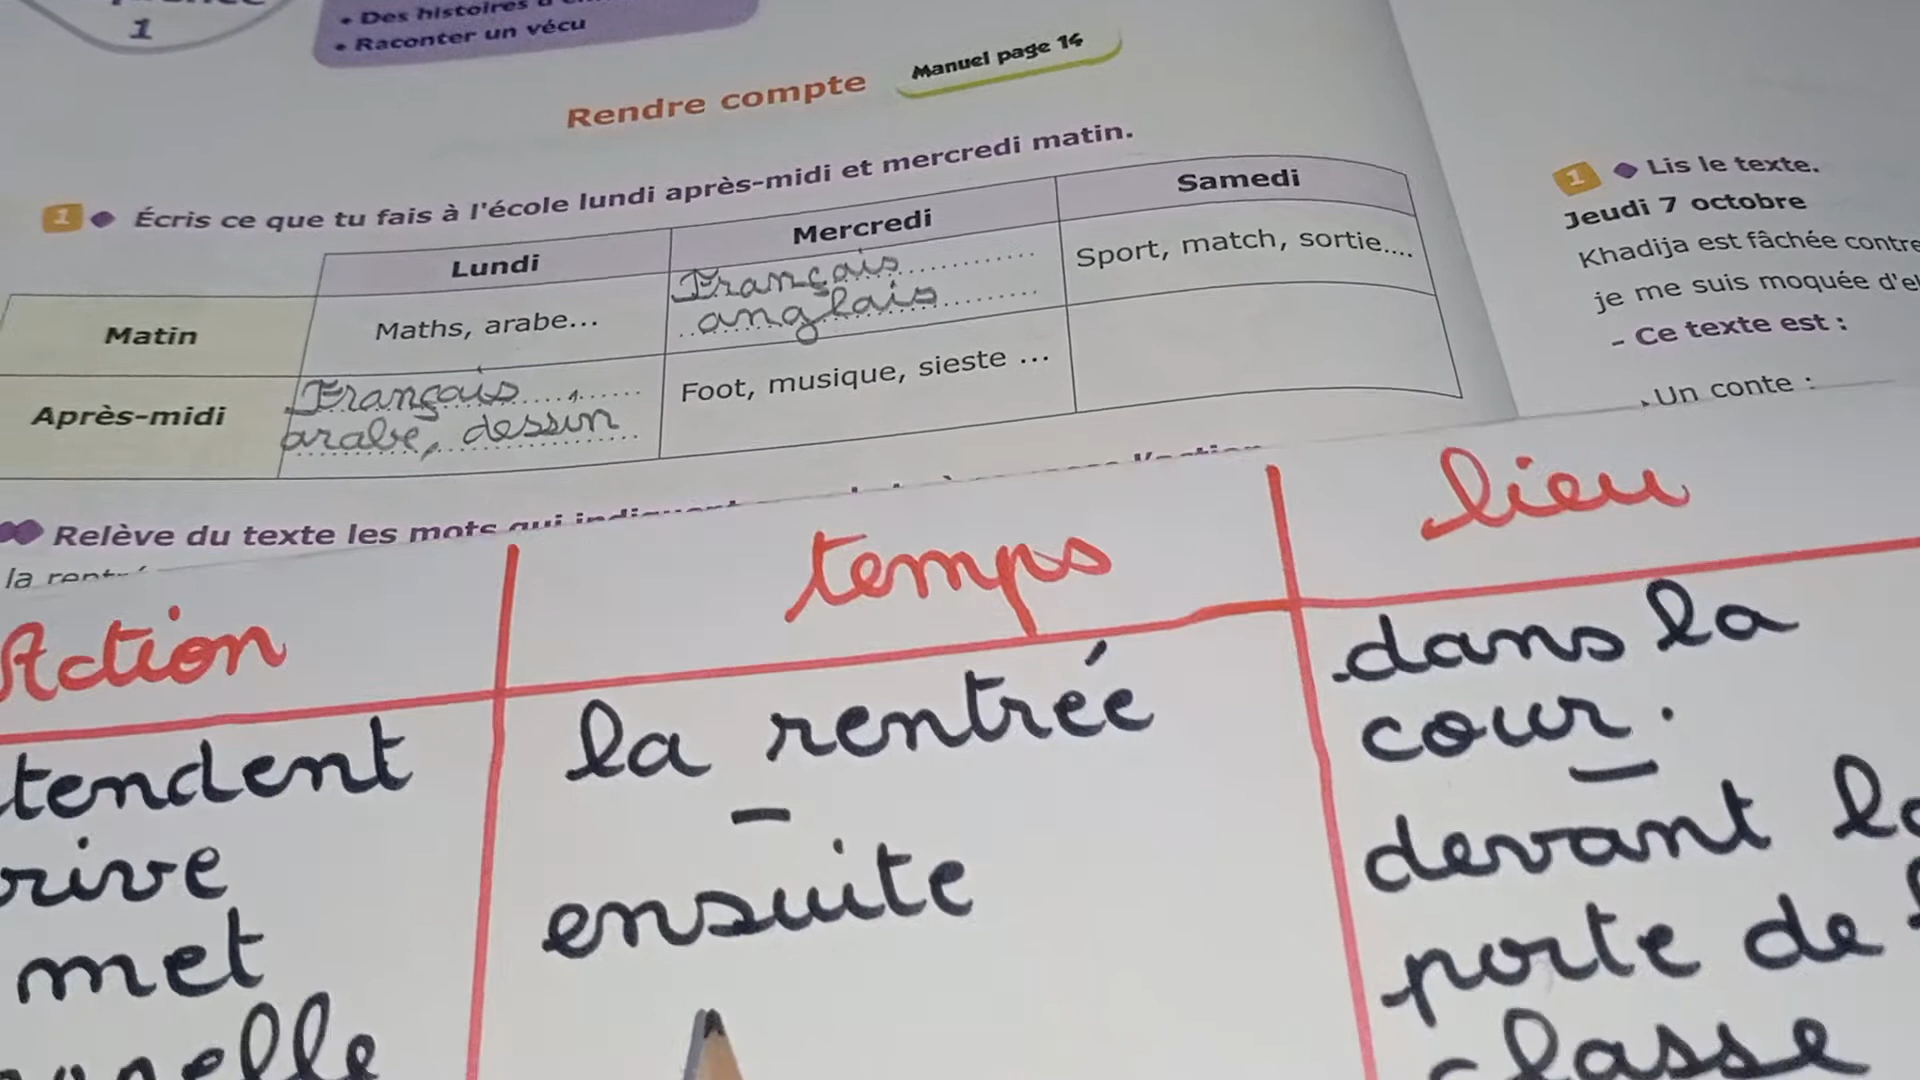 1
• Des histoires
• Raconter un vécu
Rendre compte
Manuel page 14
1 Écris ce que tu fais à l'école lundi après-midi et mercredi matin.
Lundi
Mercredi
Samedi
Matin
Maths, arabe...
Français
anglais
Sport, match, sortie....
Après-midi
Français
arabe, dessin
Foot, musique, sieste ...
Relève du texte les mots qui
la
1 Lis le texte.
Jeudi 7 octobre
Khadija est fâchée contre
je me suis moquée
- Ce texte est :
Un conte :
Action
temps
lieu
tendent
rive
met
la rentrée
–
ensuite
dans la
cour.
–
devant
porte de
classe